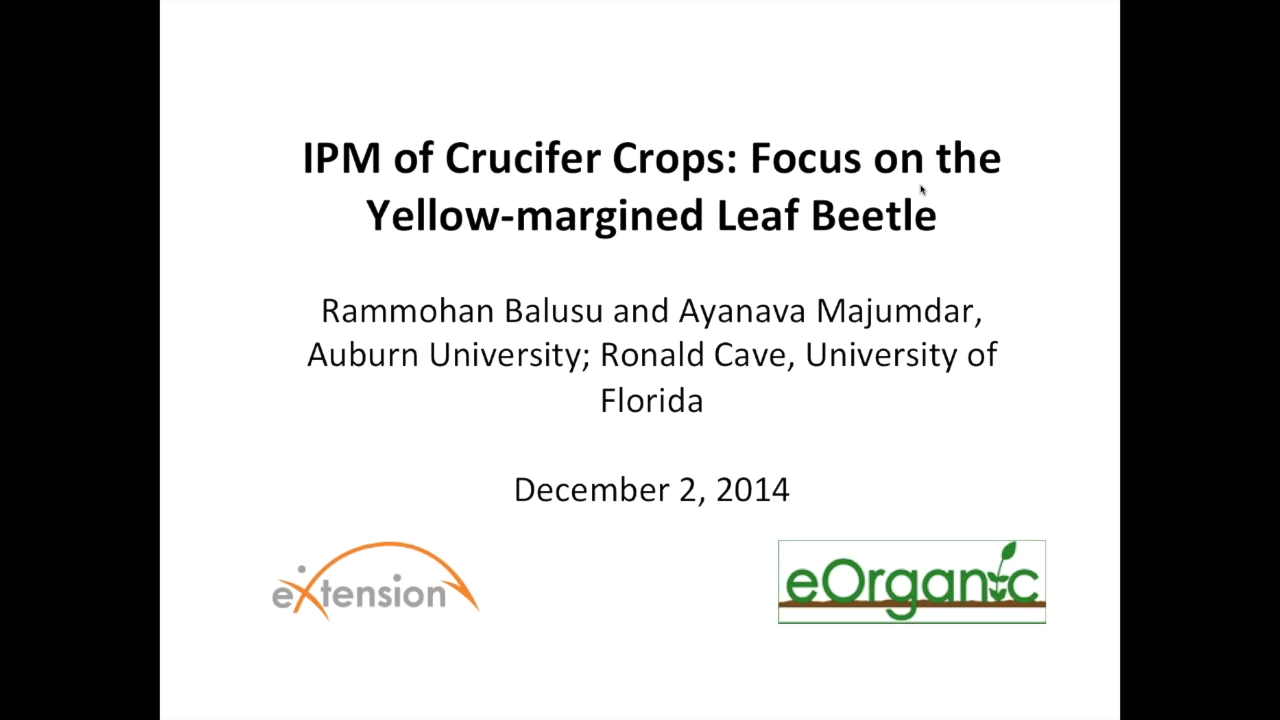 IPM of Crucifer Crops: Focus on the
Yellow-margined Leaf Beetle
Rammohan Balusu and Ayanava Majumdar,
Auburn University; Ronald Cave, University of
Florida
December 2, 2014
eXtension
eOrganic